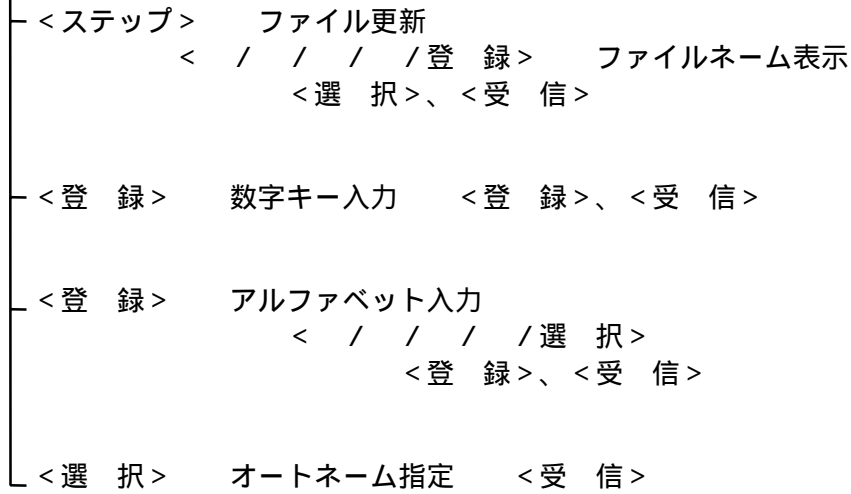 <ステップ>　ファイル更新
<　/　/　/　/登　録>　ファイルネーム表示
<選　択>、<受　信>
<登　録>　数字キー入力　<登　録>、<受　信>
<登　録>　アルファベット入力
<　/　/　/　/選　択>
<登　録>、<受　信>
<選　択>　オートネーム指定　<受　信>